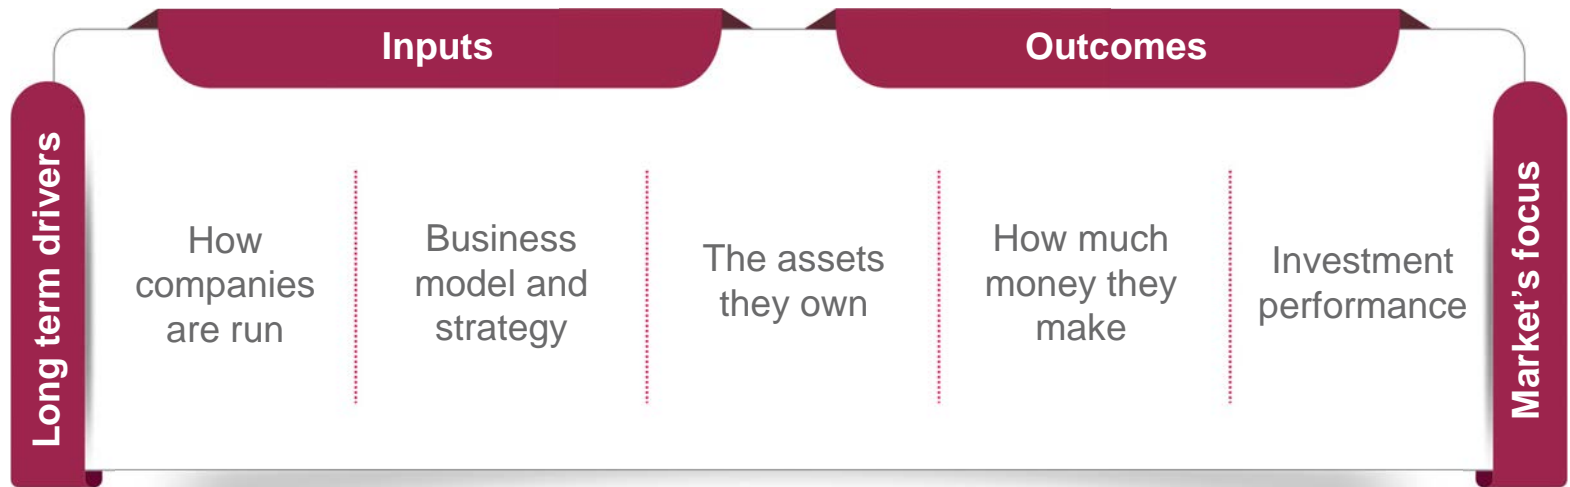 Inputs
Outcomes
Long term drivers
How
companies
are run
Business
model and
strategy
The assets
they own
How much
money they
make
Investment
performance
Market's focus